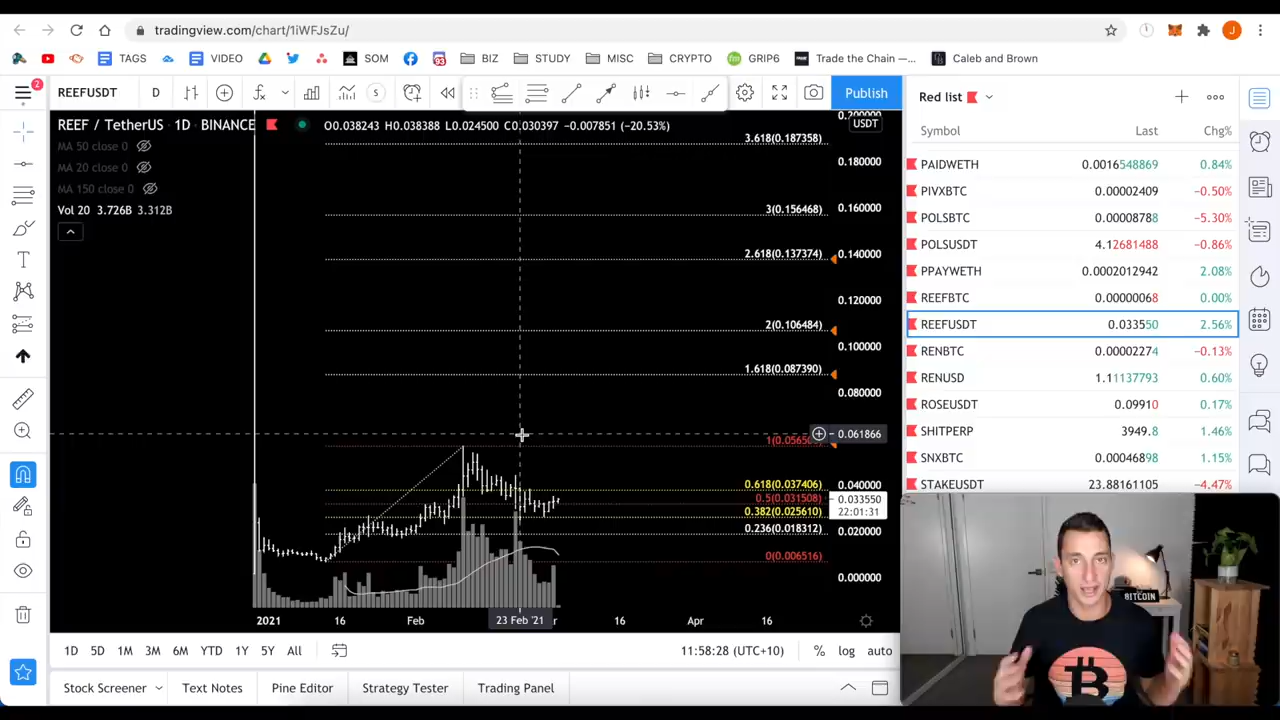 tradingview.com/chart/1iWFJsZu/
J
TAGS VIDEO SOM 93 BIZ STUDY MISC CRYPTO fm GRIP6 Trade the Chain —... Caleb and Brown
2 REEFUSDT D S Publish Red list
Symbol Last Chg%
REEF / TetherUS · 1D · BINANCE O0.038243 H0.038388 L0.024500 C0.030397 −0.007851 (−20.53%)
USDT
MA 50 close 0
MA 20 close 0
MA 150 close 0
Vol 20 3.726B 3.312B
3.618(0.187358)
3(0.156468)
2.618(0.137374)
2(0.106484)
1.618(0.087390)
0.618(0.037406)
0.5(0.031508)
0.382(0.025610)
0.236(0.018312)
0(0.006516)
0.200000
0.180000
0.160000
0.140000
0.120000
0.100000
0.080000
0.061866
0.040000
0.033550
22:01:31
0.020000
0.000000
2021 16 Feb 23 Feb '21 16 Apr 16
PAIDWETH 0.0016548869 0.84%
PIVXBTC 0.00002409 −0.50%
POLSBTC 0.00008788 −5.30%
POLSUSDT 4.12681488 −0.86%
PPAYWETH 0.0002012942 2.08%
REEFBTC 0.00000068 0.00%
REEFUSDT 0.033550 2.56%
RENBTC 0.00002274 −0.13%
RENUSD 1.11137793 0.60%
ROSEUSDT 0.09910 0.17%
SHITPERP 3949.8 1.46%
SNXBTC 0.00046898 1.15%
STAKEUSDT 23.88161105 −4.47%
BITCOIN
1D 5D 1M 3M 6M YTD 1Y 5Y All 11:58:28 (UTC+10) % log auto
Stock Screener Text Notes Pine Editor Strategy Tester Trading Panel